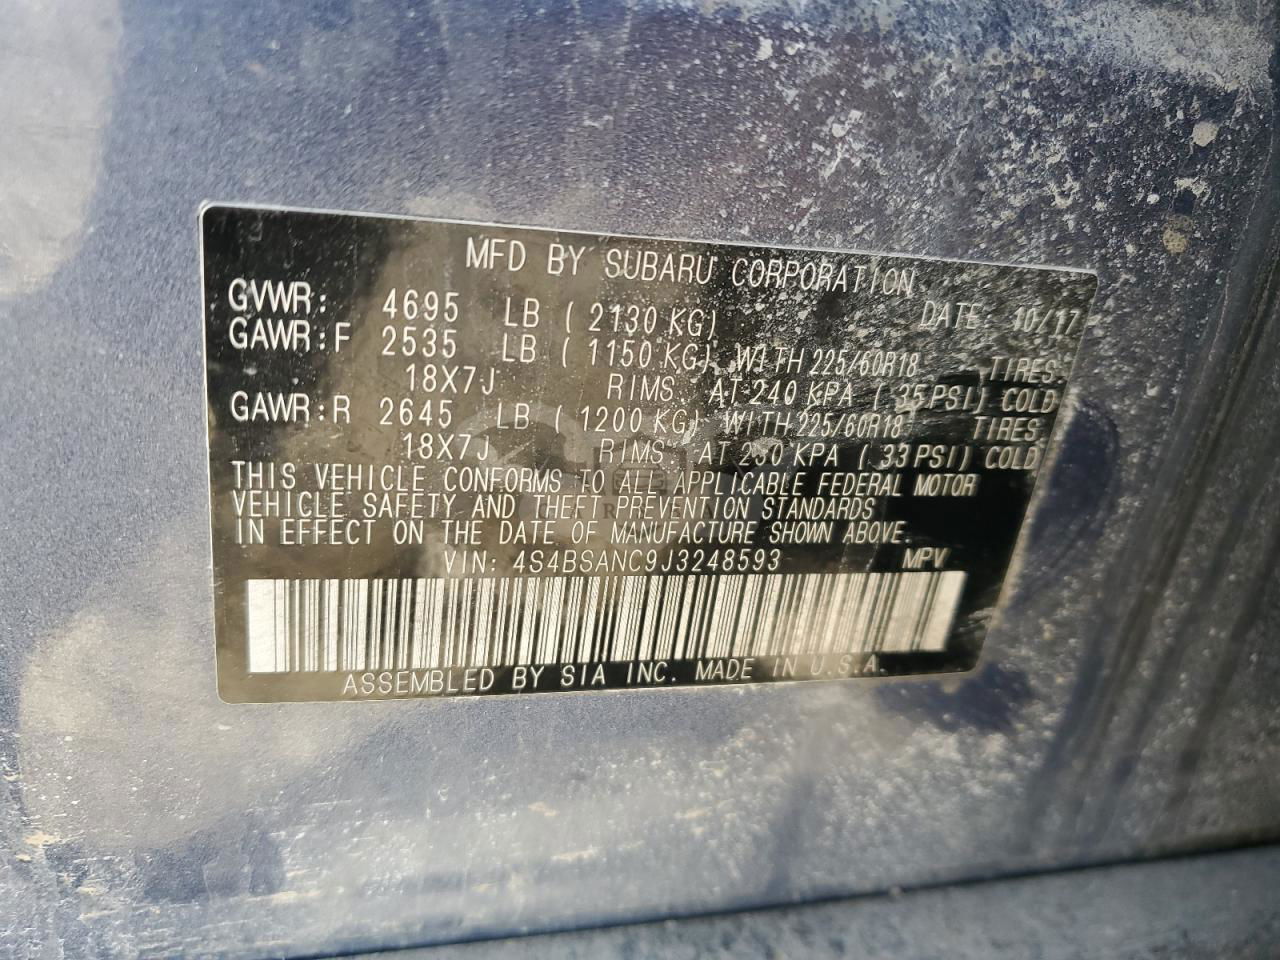 MFD BY SUBARU CORPORATION
GVWR: 4695 LB ( 2130 KG) DATE: 10/17
GAWR:F 2535 LB ( 1150 KG) WITH 225/60R18 TIRES:
18X7J RIMS AT 240 KPA ( 35 PSI) COLD
GAWR:R 2645 LB ( 1200 KG) WITH 225/60R18 TIRES
18X7J RIMS AT 230 KPA ( 33 PSI) COLD
THIS VEHICLE CONFORMS TO ALL APPLICABLE FEDERAL MOTOR
VEHICLE SAFETY AND THEFT PREVENTION STANDARDS
IN EFFECT ON THE DATE OF MANUFACTURE SHOWN ABOVE.
VIN: 4S4BSANC9J3248593 MPV
ASSEMBLED BY SIA INC. MADE IN U.S.A.